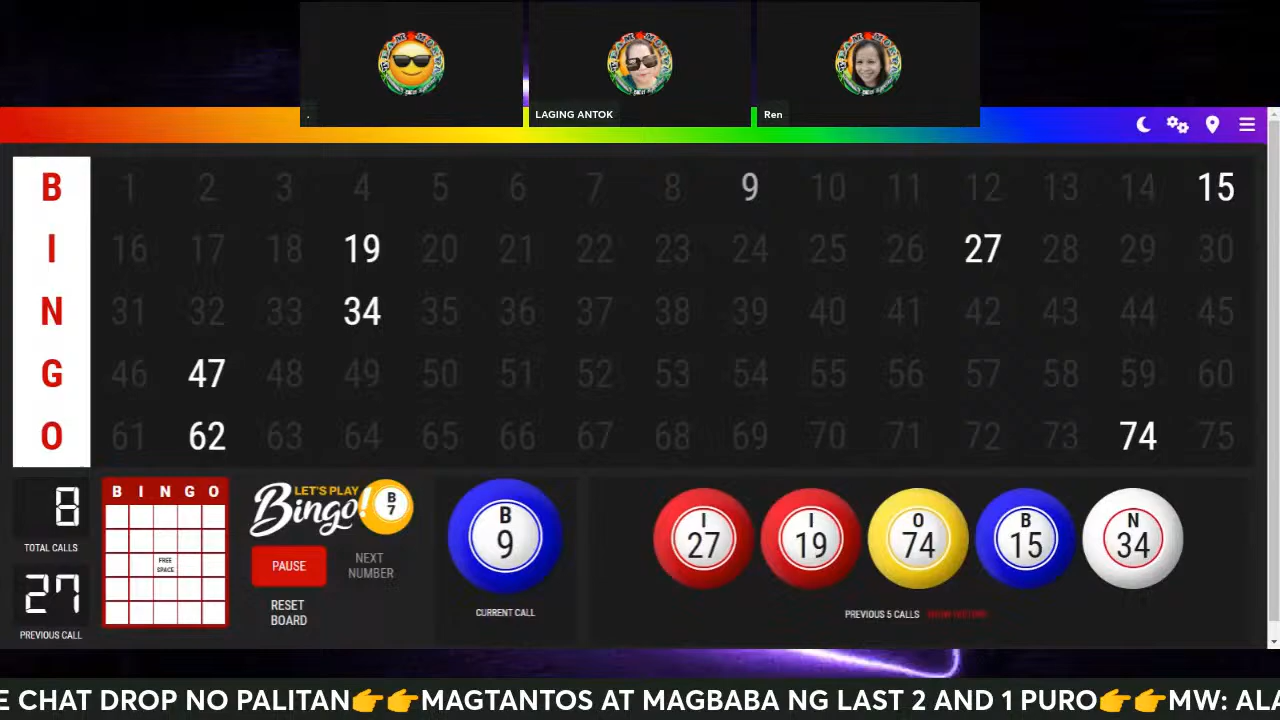 .
LAGING ANTOK
Ren
B 1 2 3 4 5 6 7 8 9 10 11 12 13 14 15
I 16 17 18 19 20 21 22 23 24 25 26 27 28 29 30
N 31 32 33 34 35 36 37 38 39 40 41 42 43 44 45
G 46 47 48 49 50 51 52 53 54 55 56 57 58 59 60
O 61 62 63 64 65 66 67 68 69 70 71 72 73 74 75
8
TOTAL CALLS
27
PREVIOUS CALL
B I N G O
FREE
SPACE
LET'S PLAY
Bingo!
B
7
PAUSE
NEXT
NUMBER
RESET
BOARD
B
9
CURRENT CALL
I
27
I
19
O
74
B
15
N
34
PREVIOUS 5 CALLS
E CHAT DROP NO PALITAN👉👉MAGTANTOS AT MAGBABA NG LAST 2 AND 1 PURO👉👉MW: ALA